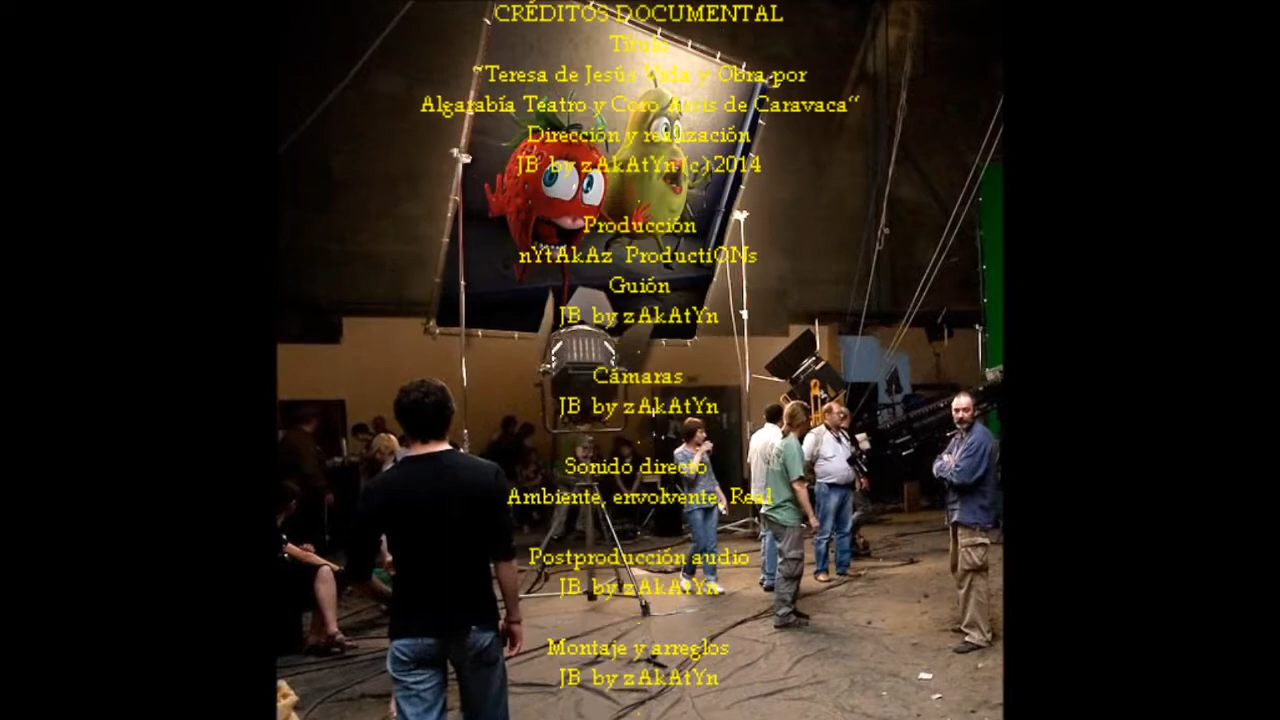 CRÉDITOS DOCUMENTAL
Título
“Teresa de Jesús Vida y Obra por
Algarabía Teatro y Coro Arsis de Caravaca“
Dirección y realización
JB by zAkAtYn (c) 2014
Producción
nYtAkAz ProductiONs
Guión
JB by zAkAtYn
.
Cámaras
JB by zAkAtYn
.
Sonido directo
Ambiente, envolvente, Real
Postproducción audio
JB by zAkAtYn
.
Montaje y arreglos
JB by zAkAtYn
.